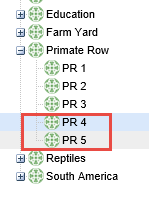 Education
Farm Yard
Primate Row
PR 1
PR 2
PR 3
PR 4
PR 5
Reptiles
South America